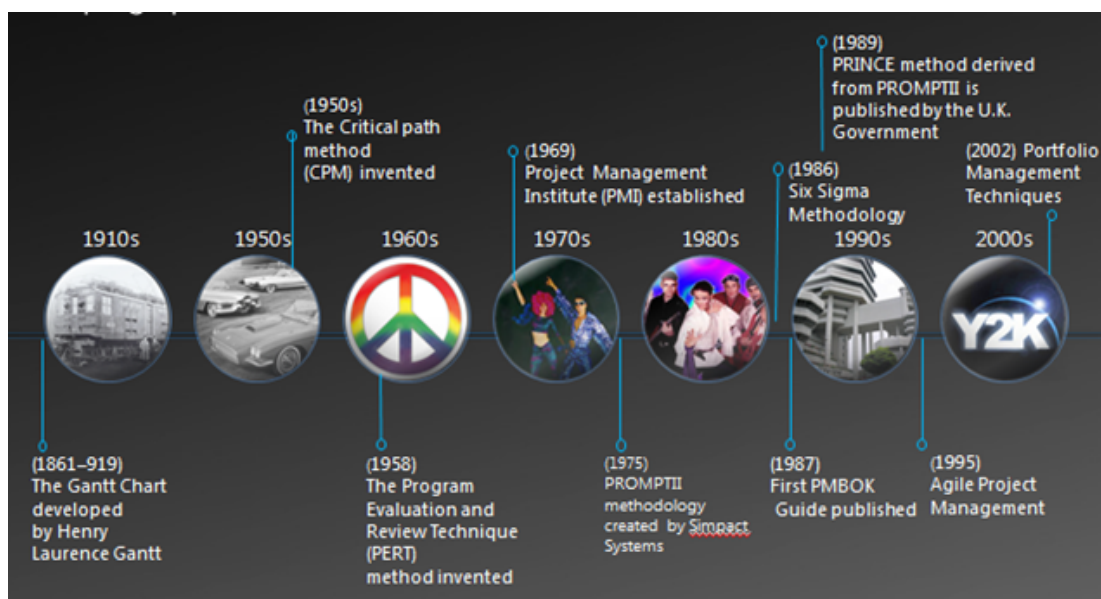 (1989)
PRINCE method derived
from PROMPTII is
published by the U.K.
Government
(1950s)
The Critical path
method
(CPM) invented
(1969)
Project Management
Institute (PMI) established
(1986)
Six Sigma
Methodology
(2002) Portfolio
Management
Techniques
1910s
1950s
1960s
1970s
1980s
1990s
2000s
Y2K
(1861–919)
The Gantt Chart
developed
by Henry
Laurence Gantt
(1958)
The Program
Evaluation and
Review Technique
(PERT)
method invented
(1975)
PROMPTII
methodology
created by Simpact
Systems
(1987)
First PMBOK
Guide published
(1995)
Agile Project
Management